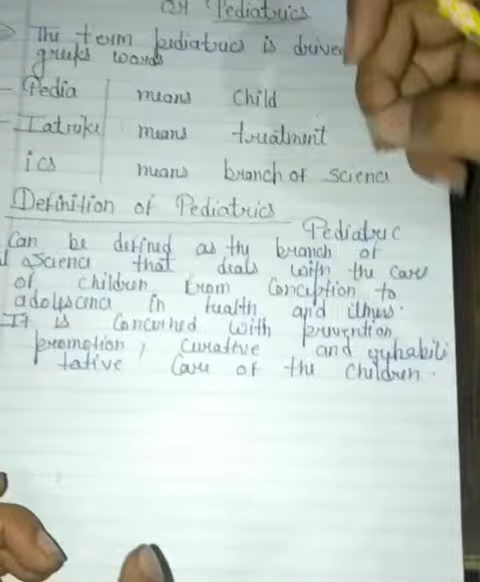 Pediatrics
The term pediatrics is drive
greeks words
Pedia means Child
Iatrike means treatment
ics means branch of science
Definition of Pediatrics
Pediatric
Can be defined as the branch of
science that deals with the care
of children from Conception to
adolscence in health and illness.
It is Concerned with prevention
promotion, curative and rehabili
tative Care of the children.